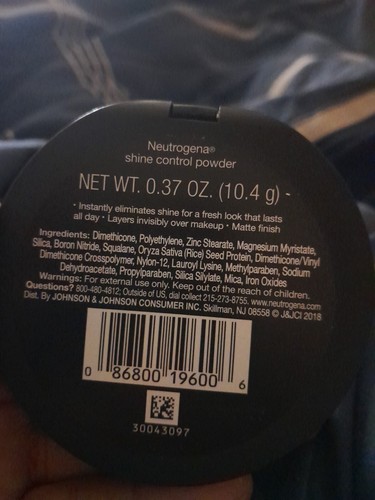 Neutrogena®
shine control powder
NET WT. 0.37 OZ. (10.4 g) -
• Instantly eliminates shine for a fresh look that lasts
all day • Layers invisibly over makeup • Matte finish
Ingredients: Dimethicone, Polyethylene, Zinc Stearate, Magnesium Myristate,
Silica, Boron Nitride, Squalane, Oryza Sativa (Rice) Seed Protein, Dimethicone/Vinyl
Dimethicone Crosspolymer, Nylon-12, Lauroyl Lysine, Methylparaben, Sodium
Dehydroacetate, Propylparaben, Silica Silylate, Mica, Iron Oxides
Warnings: For external use only. Keep out of the reach of children.
Questions? 800-480-4812; Outside of US, dial collect 215-273-8755. www.neutrogena.com
Dist. By JOHNSON & JOHNSON CONSUMER INC. Skillman, NJ 08558 © J&JCI 2018
0 86800 19600 6
30043097